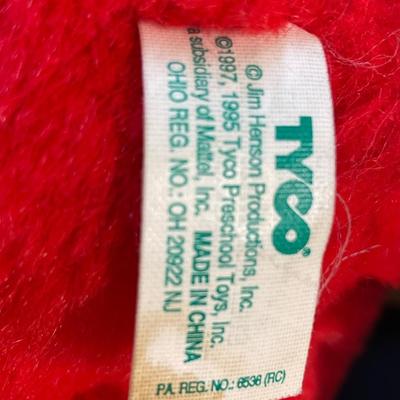 TYCO®
© Jim Henson Productions, Inc.
©1997, 1995 Tyco Preschool Toys, Inc.
a subsidiary of Mattel, Inc. MADE IN CHINA
OHIO REG. NO.: OH 20922 NJ
PA. REG. NO.: 6536 (RC)